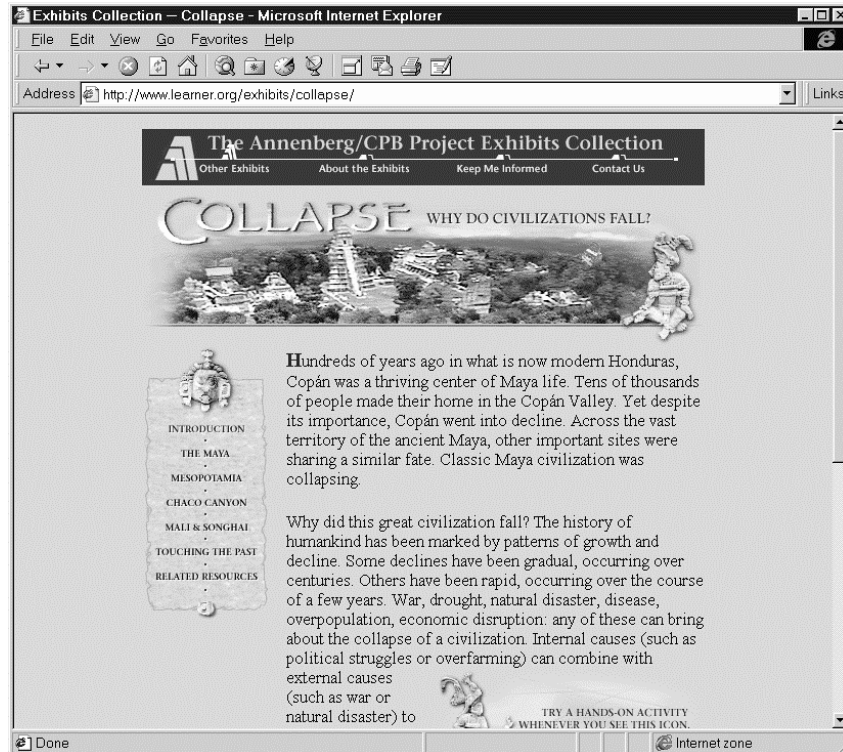 Exhibits Collection — Collapse - Microsoft Internet Explorer
File Edit View Go Favorites Help
Address http://www.learner.org/exhibits/collapse/ Links
The Annenberg/CPB Project Exhibits Collection
Other Exhibits About the Exhibits Keep Me Informed Contact Us
COLLAPSE WHY DO CIVILIZATIONS FALL?
INTRODUCTION
THE MAYA
MESOPOTAMIA
CHACO CANYON
MALI & SONGHAI
TOUCHING THE PAST
RELATED RESOURCES
Hundreds of years ago in what is now modern Honduras,
Copán was a thriving center of Maya life. Tens of thousands
of people made their home in the Copán Valley. Yet despite
its importance, Copán went into decline. Across the vast
territory of the ancient Maya, other important sites were
sharing a similar fate. Classic Maya civilization was
collapsing.
Why did this great civilization fall? The history of
humankind has been marked by patterns of growth and
decline. Some declines have been gradual, occurring over
centuries. Others have been rapid, occurring over the course
of a few years. War, drought, natural disaster, disease,
overpopulation, economic disruption: any of these can bring
about the collapse of a civilization. Internal causes (such as
political struggles or overfarming) can combine with
external causes
(such as war or
natural disaster) to
TRY A HANDS-ON ACTIVITY
WHENEVER YOU SEE THIS ICON.
Done Internet zone